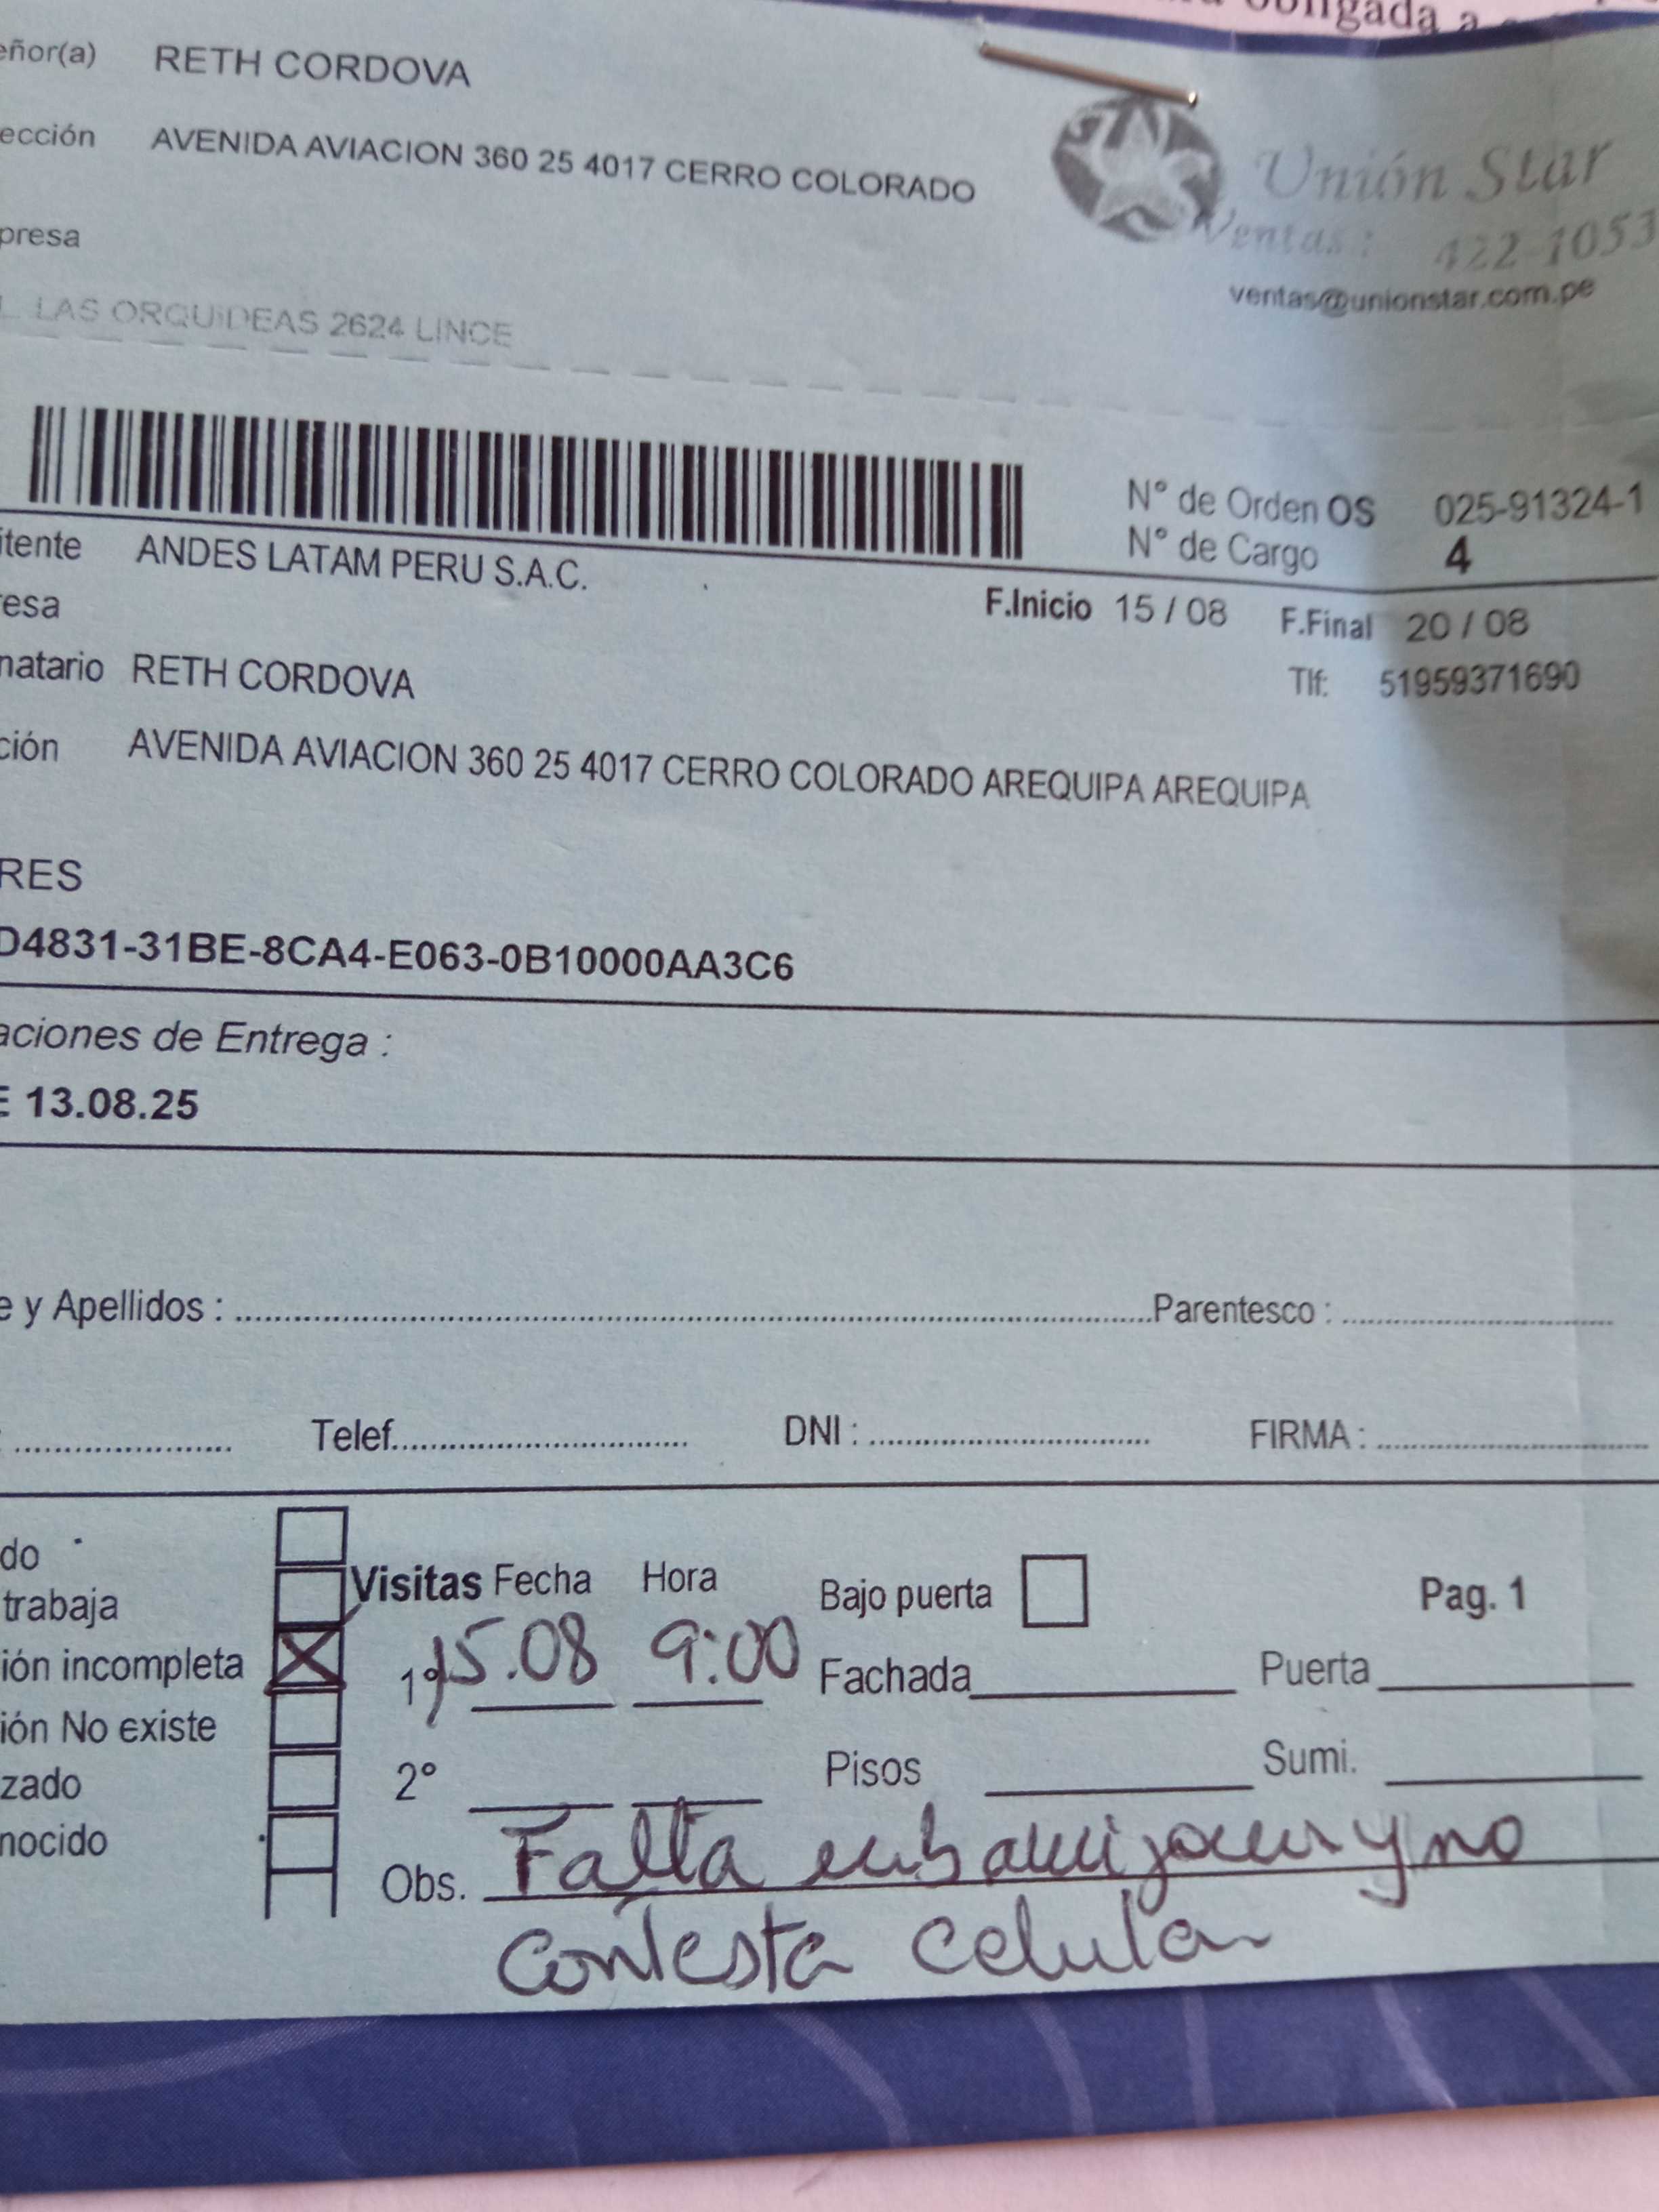 obligada a
eñor(a) RETH CORDOVA
ección AVENIDA AVIACION 360 25 4017 CERRO COLORADO
presa
Unión Star
Ventas : 422-1053
ventas@unionstar.com.pe
LAS ORQUIDEAS 2624 LINCE
N° de Orden OS 025-91324-1
N° de Cargo 4
itente ANDES LATAM PERU S.A.C.
resa
F.Inicio 15 / 08 F.Final 20 / 08
natario RETH CORDOVA
Tlf: 51959371690
ción AVENIDA AVIACION 360 25 4017 CERRO COLORADO AREQUIPA AREQUIPA
RES
D4831-31BE-8CA4-E063-0B10000AA3C6
aciones de Entrega :
E 13.08.25
e y Apellidos : Parentesco :
Telef. DNI : FIRMA :
do
trabaja
Visitas Fecha Hora Bajo puerta Pag. 1
ión incompleta X 1° 15.08 9:00 Fachada Puerta
ión No existe
zado 2° Pisos Sumi.
nocido
Obs. Falta y no
contesta celular